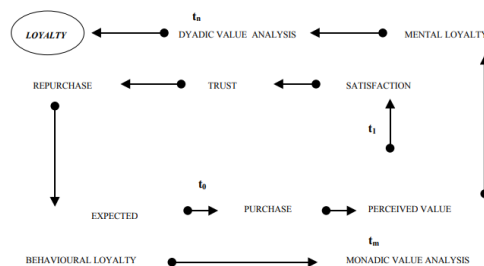 tn
LOYALTY DYADIC VALUE ANALYSIS MENTAL LOYALTY
REPURCHASE TRUST SATISFACTION
t1
t0
EXPECTED PURCHASE PERCEIVED VALUE
tm
BEHAVIOURAL LOYALTY MONADIC VALUE ANALYSIS